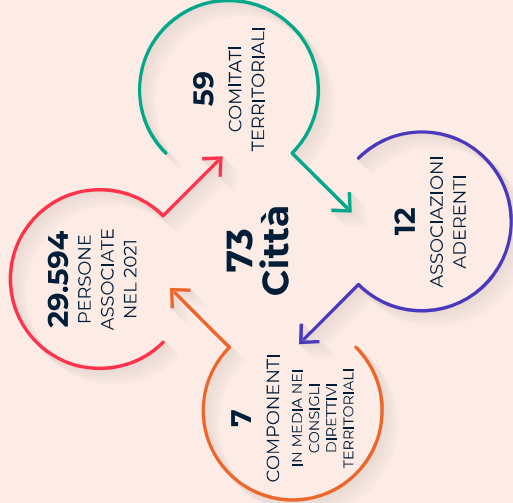 29.594
PERSONE
ASSOCIATE
NEL 2021
59
COMITATI
TERRITORIALI
73
Città
7
COMPONENTI
IN MEDIA NEI
CONSIGLI
DIRETTIVI
TERRITORIALI
12
ASSOCIAZIONI
ADERENTI